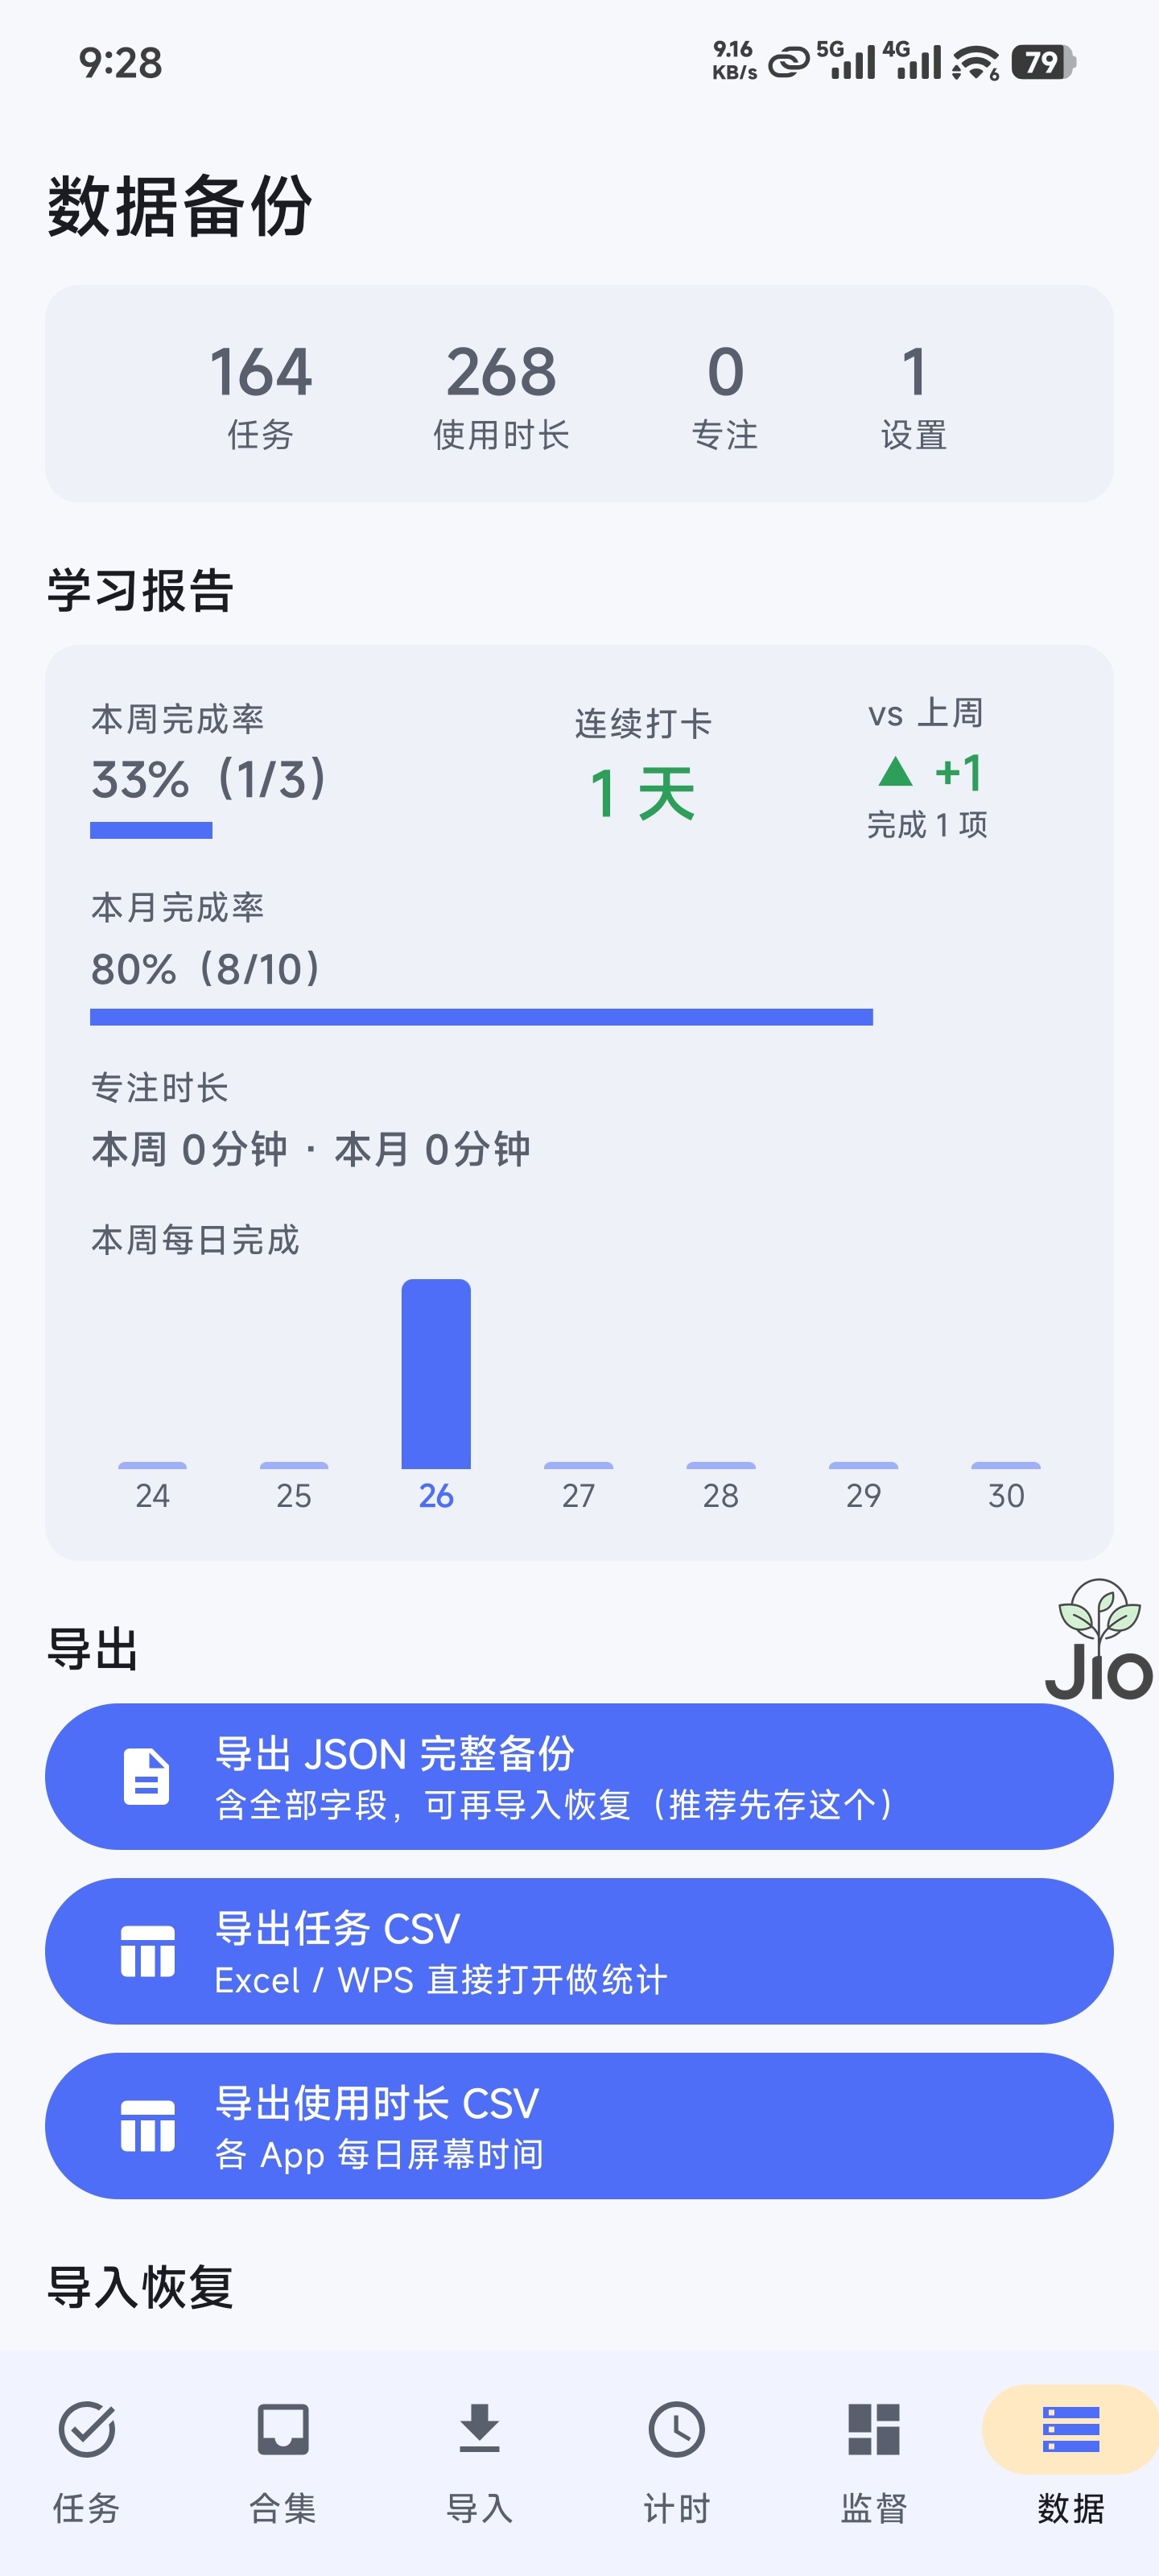 9:28
9.16 KB/s 5G 4G 6 79
数据备份
164 268 0 1
任务 使用时长 专注 设置
学习报告
本周完成率 连续打卡 vs 上周
33%（1/3） 1 天 ▲ +1
完成 1 项
本月完成率
80%（8/10）
专注时长
本周 0分钟 · 本月 0分钟
本周每日完成
24 25 26 27 28 29 30
Jio
导出
导出 JSON 完整备份
含全部字段，可再导入恢复（推荐先存这个）
导出任务 CSV
Excel / WPS 直接打开做统计
导出使用时长 CSV
各 App 每日屏幕时间
导入恢复
任务 合集 导入 计时 监督 数据